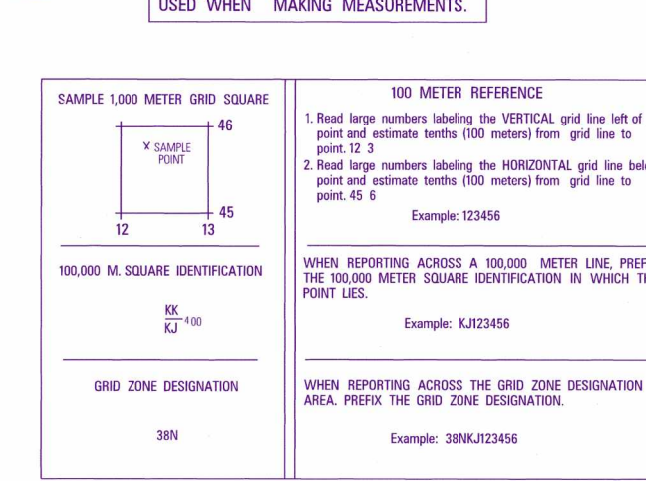 USED WHEN MAKING MEASUREMENTS.
SAMPLE 1,000 METER GRID SQUARE
46
X SAMPLE
POINT
45
12 13
100,000 M. SQUARE IDENTIFICATION
KK
KJ 400
GRID ZONE DESIGNATION
38N
100 METER REFERENCE
1. Read large numbers labeling the VERTICAL grid line left of
point and estimate tenths (100 meters) from grid line to
point. 12 3
2. Read large numbers labeling the HORIZONTAL grid line
point and estimate tenths (100 meters) from grid line to
point. 45 6
Example: 123456
WHEN REPORTING ACROSS A 100,000 METER LINE,
THE 100,000 METER SQUARE IDENTIFICATION IN WHICH
POINT LIES.
Example: KJ123456
WHEN REPORTING ACROSS THE GRID ZONE DESIGNATION
AREA. PREFIX THE GRID ZONE DESIGNATION.
Example: 38NKJ123456